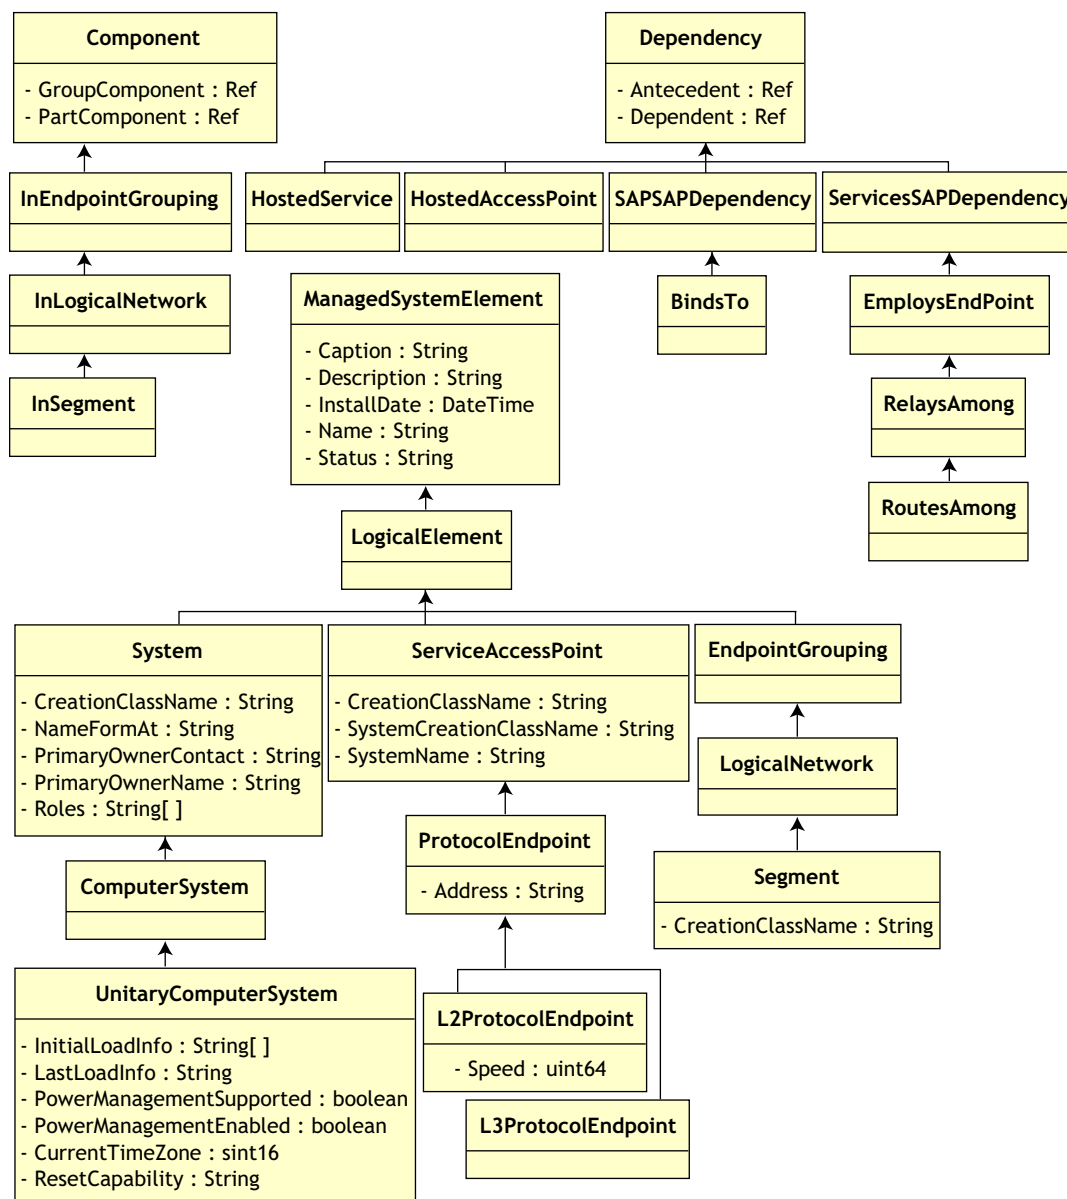 Component
- GroupComponent : Ref
- PartComponent : Ref
Dependency
- Antecedent : Ref
- Dependent : Ref
InEndpointGrouping
HostedService
HostedAccessPoint
SAPSAPDependency
ServicesSAPDependency
InLogicalNetwork
ManagedSystemElement
- Caption : String
- Description : String
- InstallDate : DateTime
- Name : String
- Status : String
BindsTo
EmploysEndPoint
InSegment
RelaysAmong
RoutesAmong
LogicalElement
System
- CreationClassName : String
- NameFormAt : String
- PrimaryOwnerContact : String
- PrimaryOwnerName : String
- Roles : String[ ]
ServiceAccessPoint
- CreationClassName : String
- SystemCreationClassName : String
- SystemName : String
EndpointGrouping
LogicalNetwork
ProtocolEndpoint
- Address : String
Segment
- CreationClassName : String
ComputerSystem
UnitaryComputerSystem
- InitialLoadInfo : String[ ]
- LastLoadInfo : String
- PowerManagementSupported : boolean
- PowerManagementEnabled : boolean
- CurrentTimeZone : sint16
- ResetCapability : String
L2ProtocolEndpoint
- Speed : uint64
L3ProtocolEndpoint